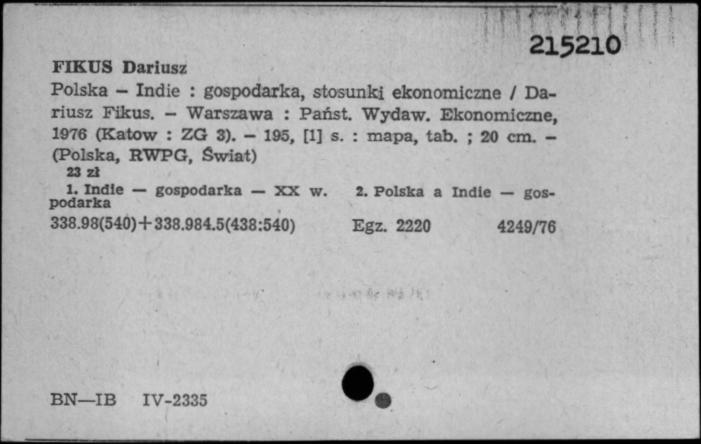 215210
FIKUS Dariusz
Polska — Indie : gospodarka, stosunki ekonomiczne / Da-
riusz Fikus. — Warszawa : Państ. Wydaw. Ekonomiczne,
1976 (Katow : ZG 3). — 195, [1] s. : mapa, tab. ; 20 cm. —
(Polska, RWPG, Świat)
23 zł
1. Indie — gospodarka — XX w. 2. Polska a Indie — gos-
podarka
338.98(540)+338.984.5(438:540) Egz. 2220 4249/76
BN—IB IV-2335